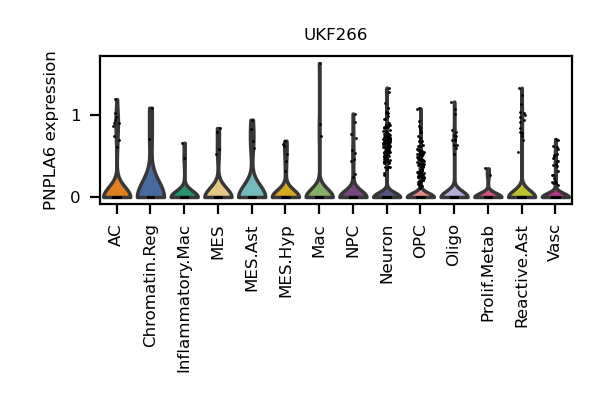 UKF266
PNPLA6 expression
1
0
AC
Chromatin.Reg
Inflammatory.Mac
MES
MES.Ast
MES.Hyp
Mac
NPC
Neuron
OPC
Oligo
Prolif.Metab
Reactive.Ast
Vasc